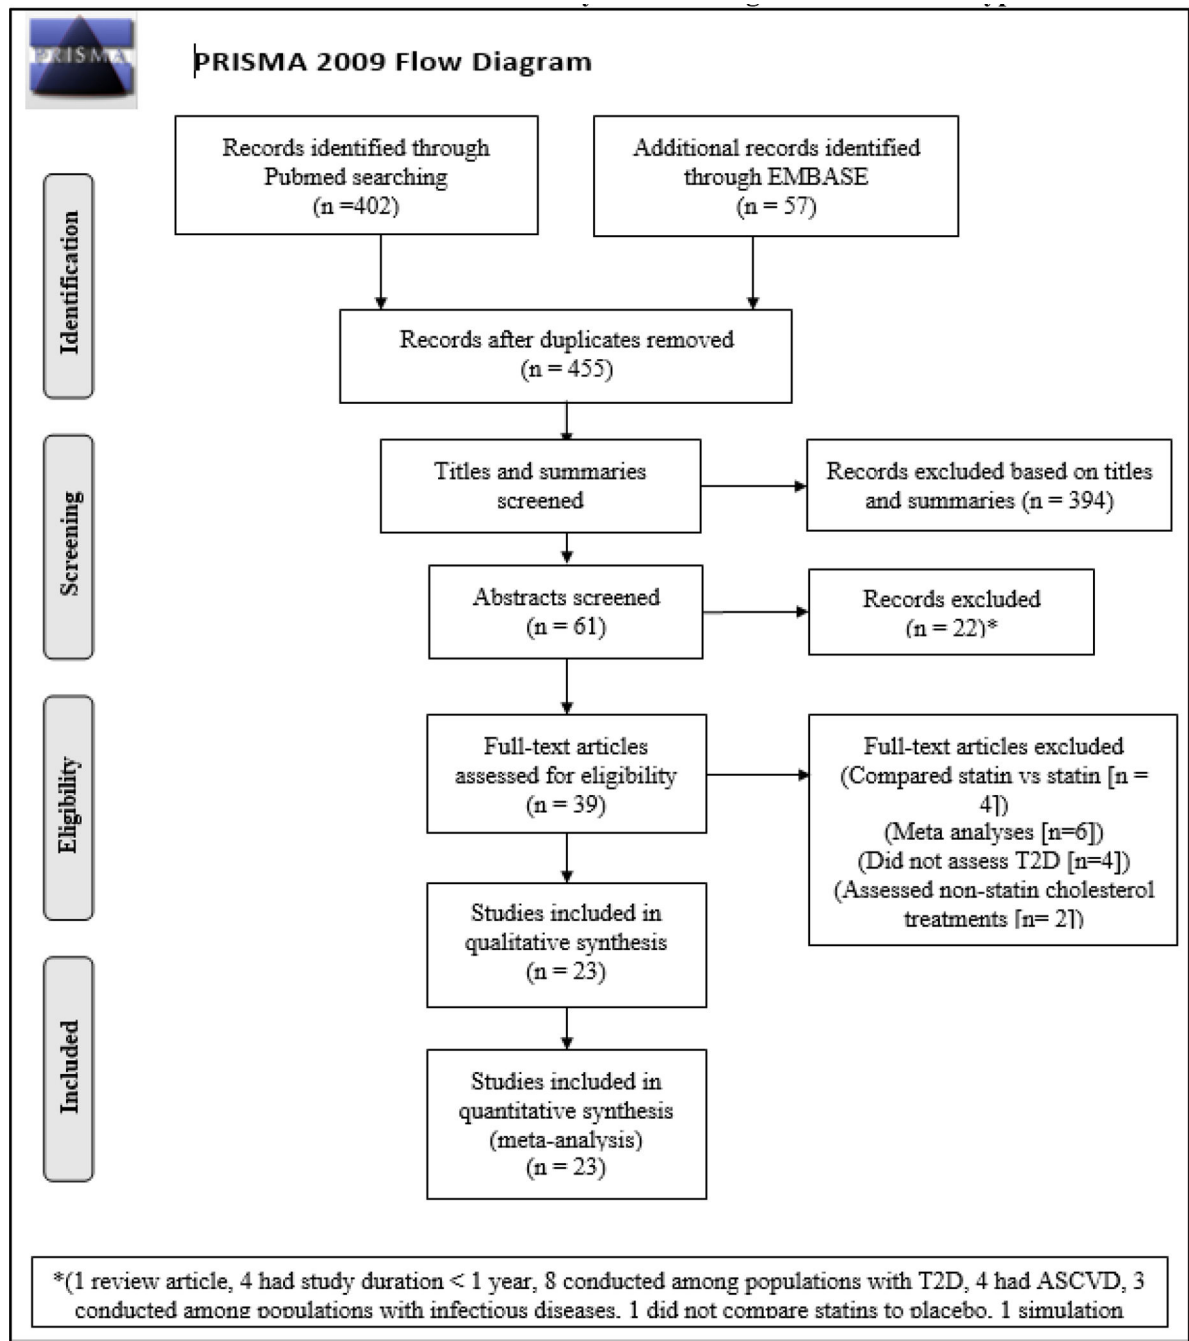 PRISMA
PRISMA 2009 Flow Diagram
Records identified through
Pubmed searching
(n =402)
Additional records identified
through EMBASE
(n = 57)
Identification
Records after duplicates removed
(n = 455)
Screening
Titles and summaries
screened
Records excluded based on titles
and summaries (n = 394)
Abstracts screened
(n = 61)
Records excluded
(n = 22)*
Eligibility
Full-text articles
assessed for eligibility
(n = 39)
Full-text articles excluded
(Compared statin vs statin [n =
4])
(Meta analyses [n=6])
(Did not assess T2D [n=4])
(Assessed non-statin cholesterol
treatments [n= 2])
Studies included in
qualitative synthesis
(n = 23)
Included
Studies included in
quantitative synthesis
(meta-analysis)
(n = 23)
*(1 review article, 4 had study duration < 1 year, 8 conducted among populations with T2D, 4 had ASCVD, 3
conducted among populations with infectious diseases, 1 did not compare statins to placebo, 1 simulation